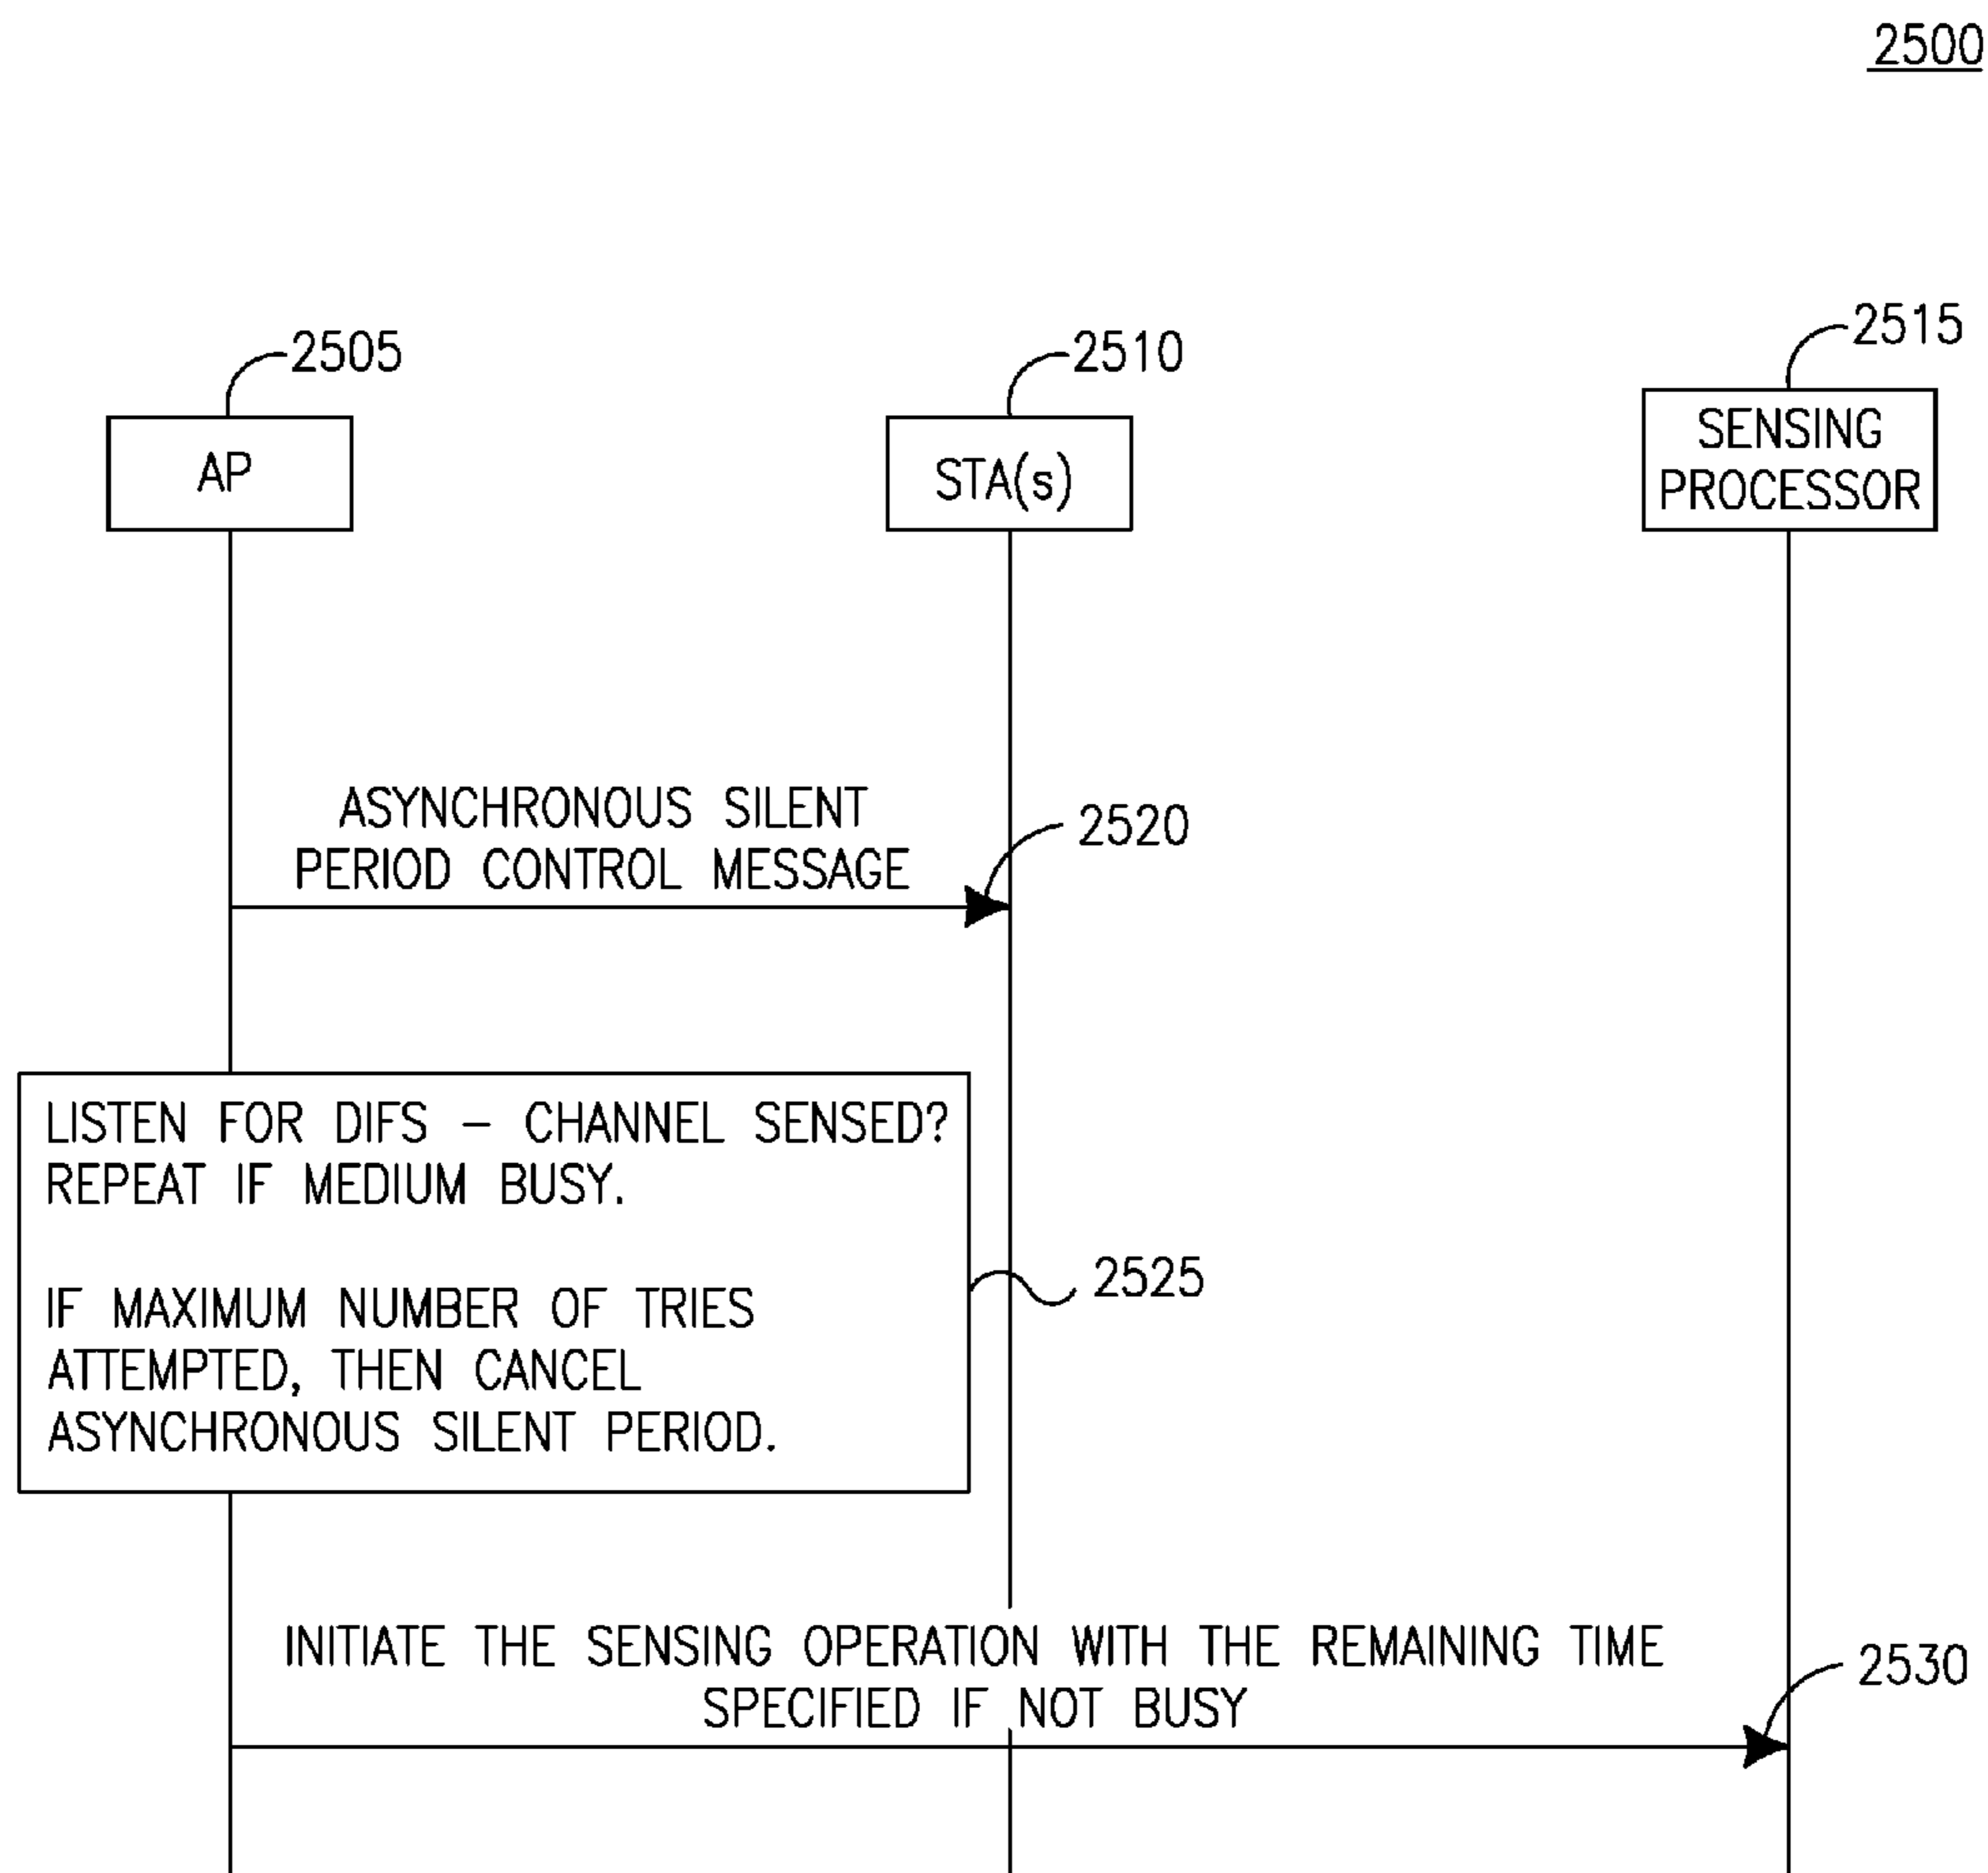 2500
2505
2510
2515
AP
STA(s)
SENSING
PROCESSOR
ASYNCHRONOUS SILENT
PERIOD CONTROL MESSAGE
2520
LISTEN FOR DIFS – CHANNEL SENSED?
REPEAT IF MEDIUM BUSY.
IF MAXIMUM NUMBER OF TRIES
ATTEMPTED, THEN CANCEL
ASYNCHRONOUS SILENT PERIOD.
2525
INITIATE THE SENSING OPERATION WITH THE REMAINING TIME
SPECIFIED IF NOT BUSY
2530